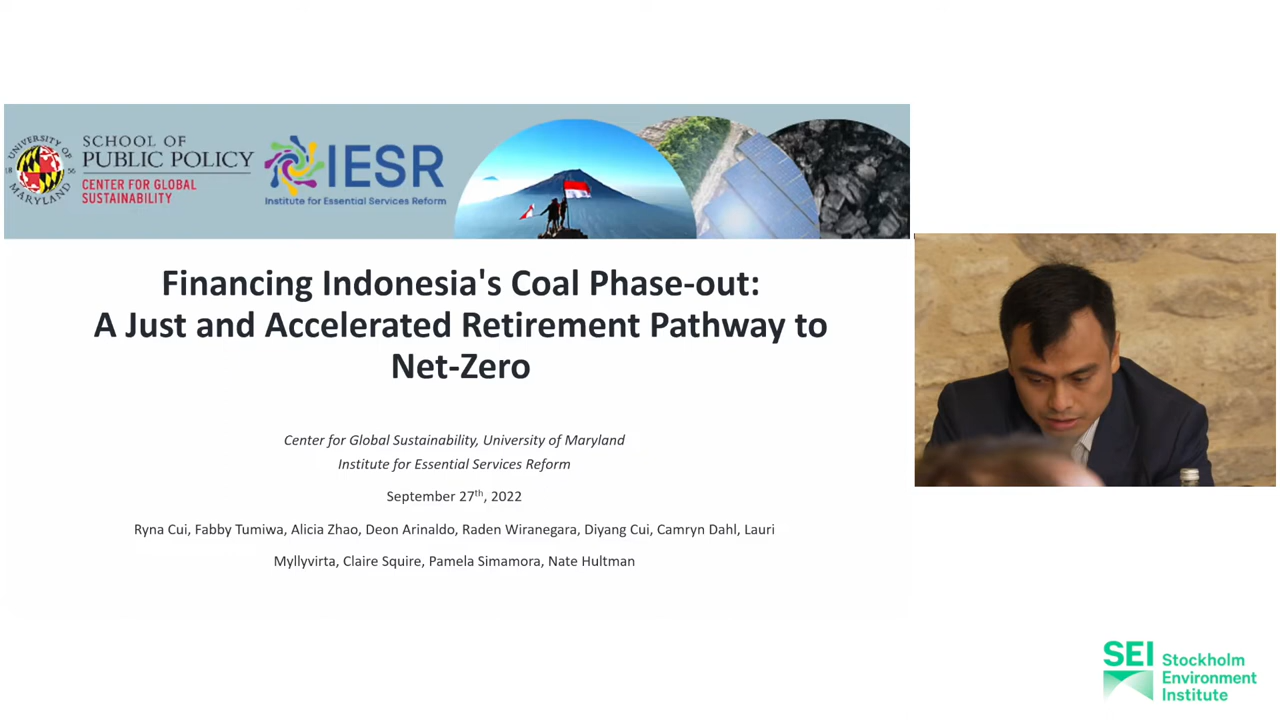 UNIVERSITY OF
18 56
MARYLAND
SCHOOL OF
PUBLIC POLICY
CENTER FOR GLOBAL
SUSTAINABILITY
IESR
Institute for Essential Services Reform
Financing Indonesia's Coal Phase-out:
A Just and Accelerated Retirement Pathway to
Net-Zero
Center for Global Sustainability, University of Maryland
Institute for Essential Services Reform
September 27th, 2022
Ryna Cui, Fabby Tumiwa, Alicia Zhao, Deon Arinaldo, Raden Wiranegara, Diyang Cui, Camryn Dahl, Lauri
Myllyvirta, Claire Squire, Pamela Simamora, Nate Hultman
SEI Stockholm
Environment
Institute